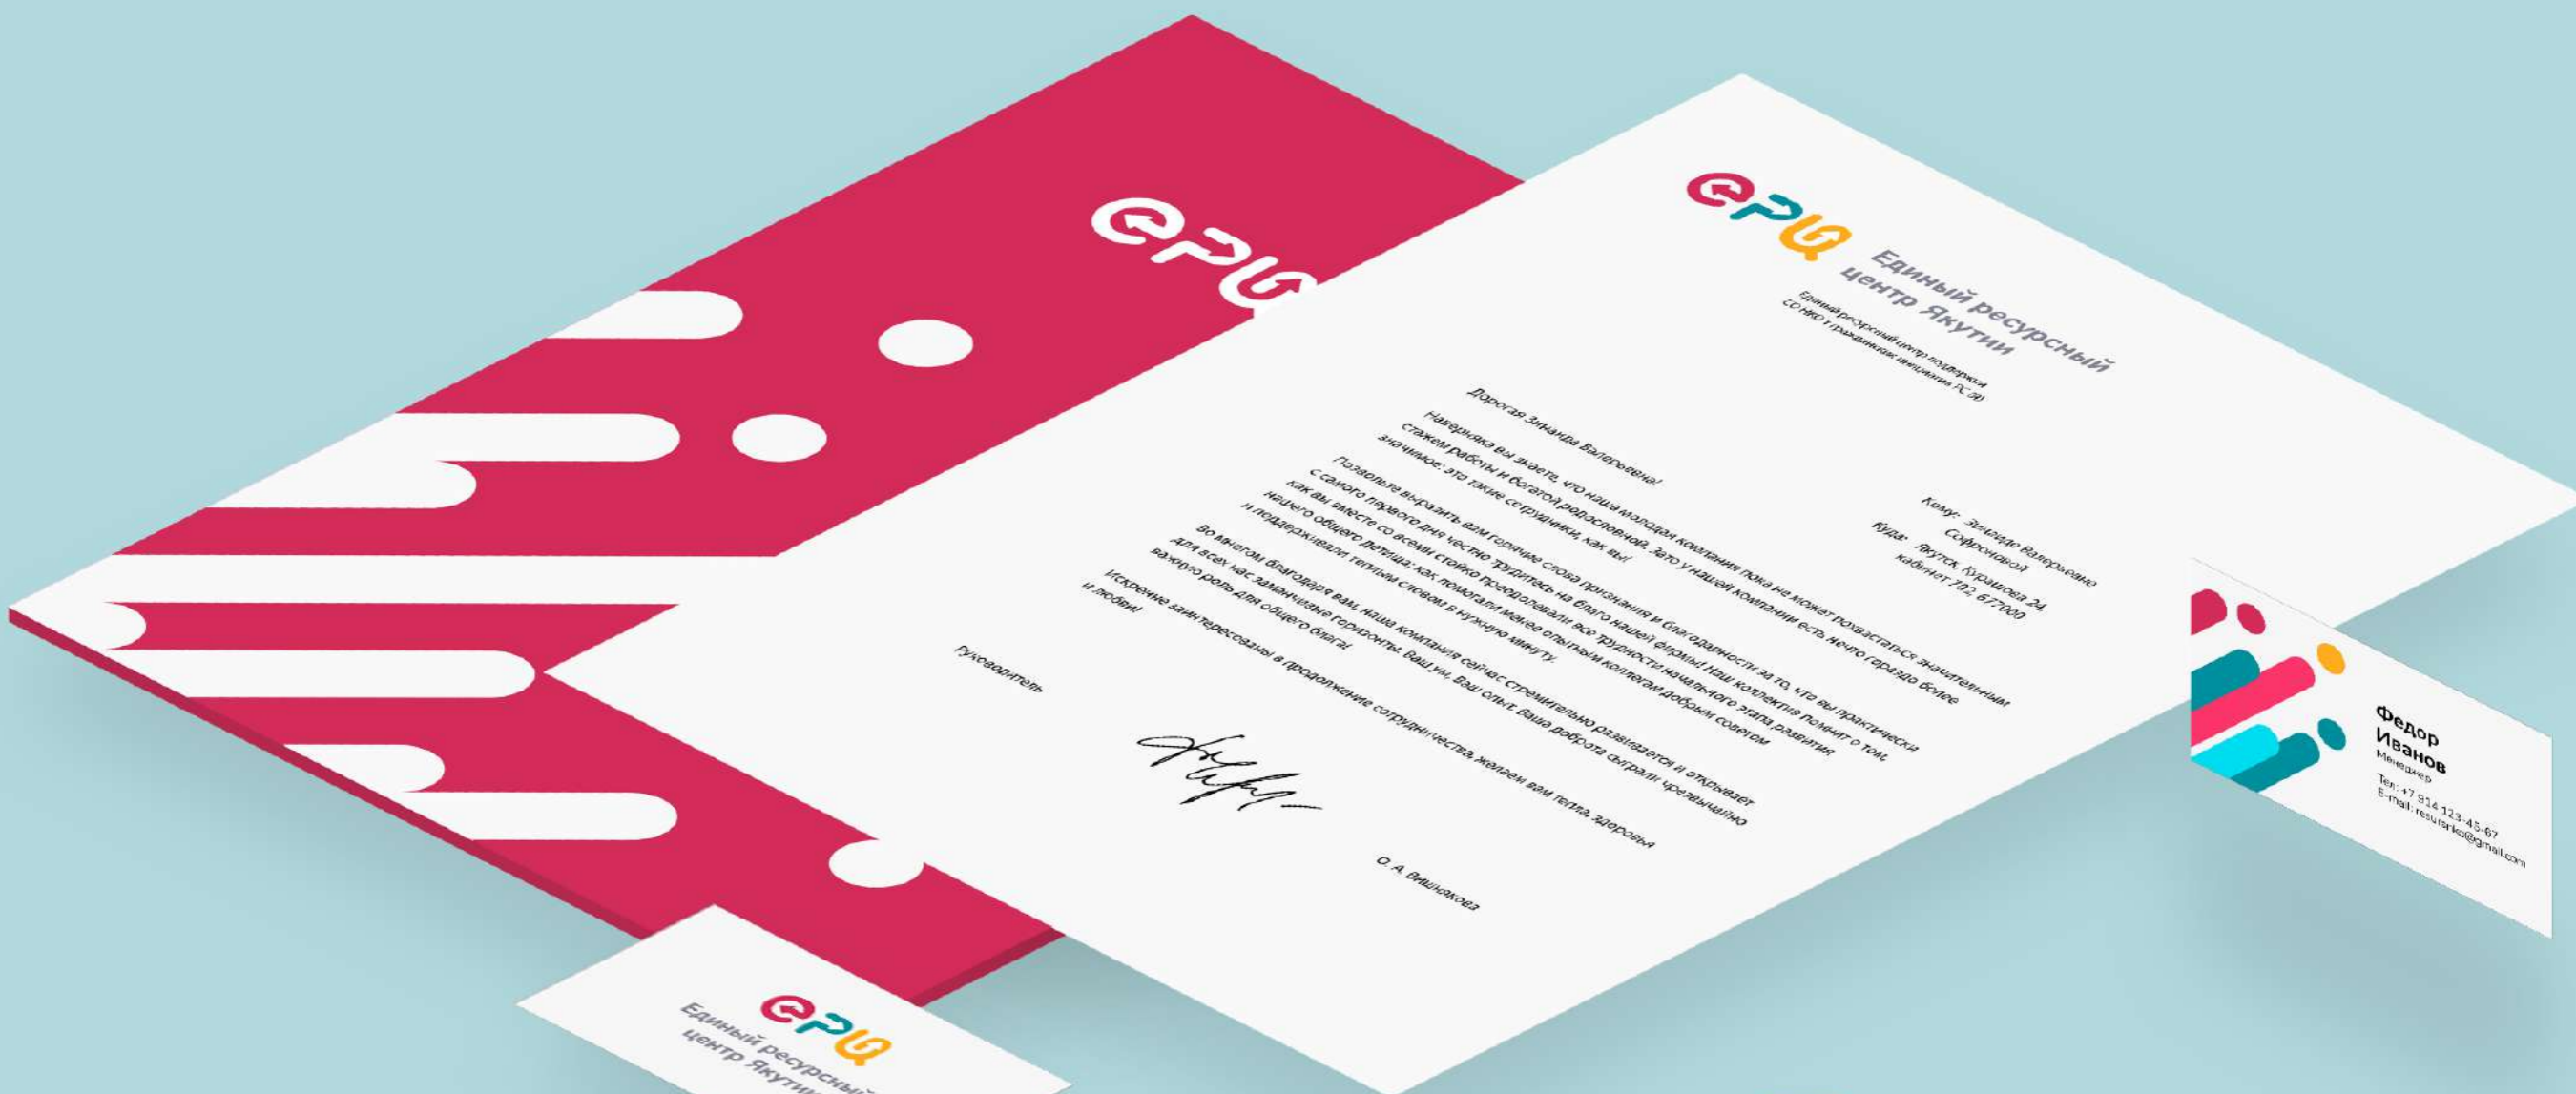 ерц
ерц
Единый ресурсный
центр Якутии
Единый ресурсный центр поддержки
СО НКО и гражданских инициатив РС (Я)
Кому: Зинаиде Валерьевне
Софроновой
Куда: Якутск, Курашова 24,
кабинет 702, 677000
Дорогая Зинаида Валерьевна!
Наверняка вы знаете, что наша молодая компания пока не может похвастаться значительным
стажем работы и богатой родословной. Зато у нашей компании есть нечто гораздо более
значимое: это такие сотрудники, как вы!
Позвольте выразить вам горячие слова признания и благодарности за то, что вы практически
с самого первого дня честно трудитесь на благо нашей фирмы! Наш коллектив помнит о том,
как вы вместе со всеми стойко преодолевали все трудности начального этапа развития
нашего общего детища; как помогали менее опытным коллегам добрым советом
и поддерживали теплым словом в нужную минуту.
Во многом благодаря вам, наша компания сейчас стремительно развивается и открывает
для всех нас заманчивые горизонты. Ваш ум, Ваш опыт, Ваша доброта сыграли чрезвычайно
важную роль для общего блага!
Искренне заинтересованы в продолжение сотрудничества, желаем вам тепла, здоровья
и любви!
Руководитель
О. А. Вишнякова
Федор
Иванов
Менеджер
Тел: +7 914 123-45-67
E-mail: resursnko@gmail.com
ерц
Единый ресурсный
центр Якутии